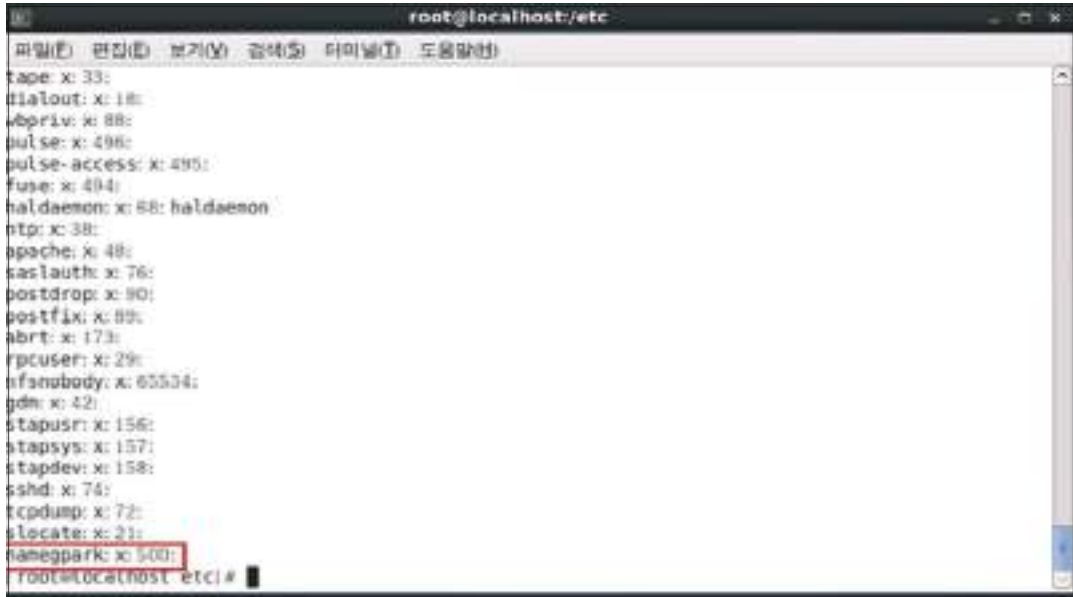 root@localhost:/etc
파일(F) 편집(E) 보기(V) 검색(S) 터미널(T) 도움말(H)
tape:x:33:
dialout:x:18:
wbpriv:x:88:
pulse:x:496:
pulse-access:x:495:
fuse:x:494:
haldaemon:x:68:haldaemon
ntp:x:38:
apache:x:48:
saslauth:x:76:
postdrop:x:90:
postfix:x:89:
abrt:x:173:
rpcuser:x:29:
nfsnobody:x:65534:
gdm:x:42:
stapusr:x:156:
stapsys:x:157:
stapdev:x:158:
sshd:x:74:
tcpdump:x:72:
slocate:x:21:
namegpark:x:500:
[root@localhost etc]#